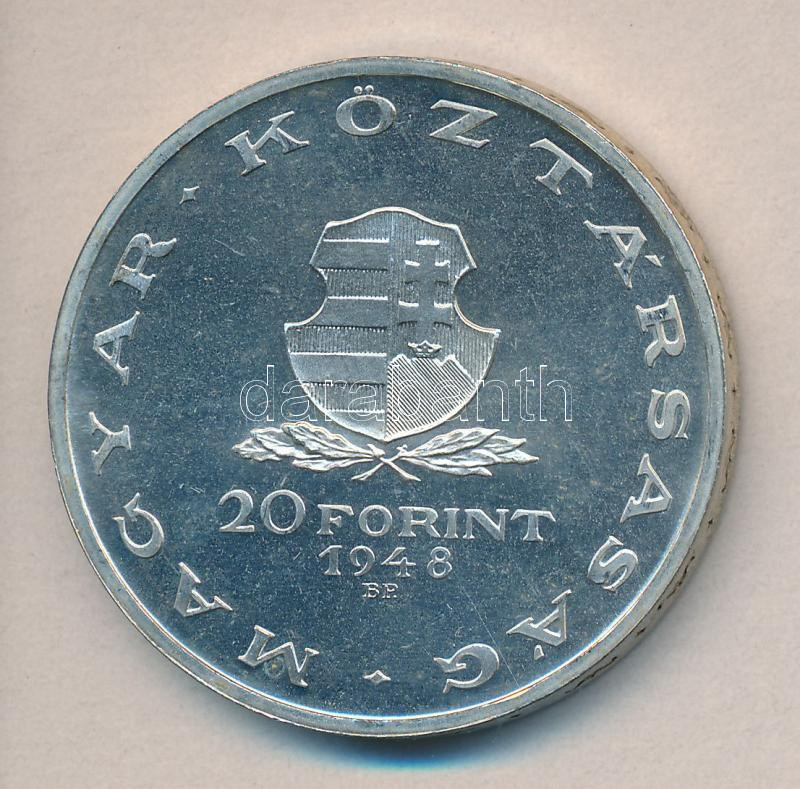 MAGYAR · KÖZTÁRSASÁG ·
20 FORINT
1948
BP.
darabanth